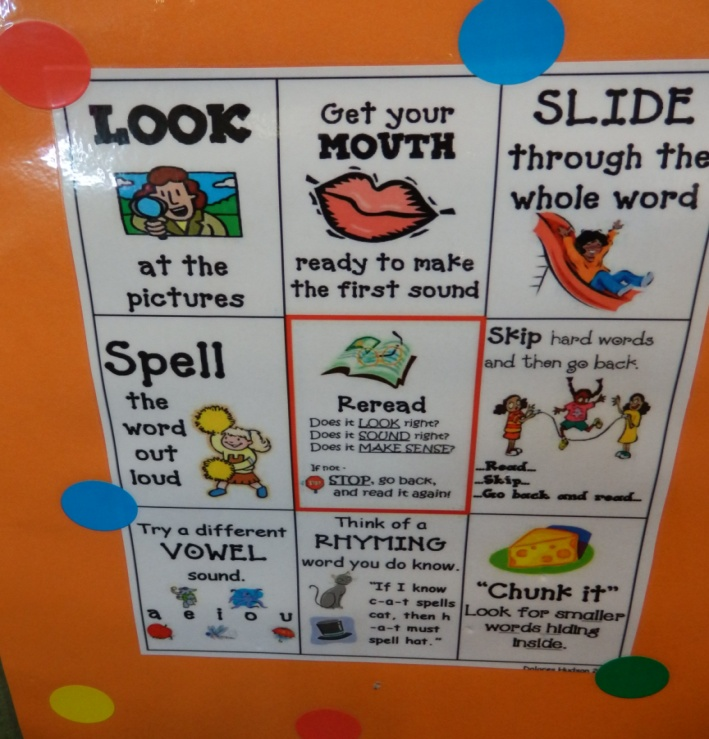 LOOK
at the
pictures
Get your
MOUTH
ready to make
the first sound
SLIDE
through the
whole word
Spell
the
word
out
loud
Reread
Does it LOOK right?
Does it SOUND right?
Does it MAKE SENSE?
If not -
STOP, go back,
and read it again!
Skip hard words
and then go back.
...Read...
...Skip...
...Go back and read...
Try a different
VOWEL
sound.
a e i o u
Think of a
RHYMING
word you do know.
"If I know
c-a-t spells
cat, then h
-a-t must
spell hat."
"Chunk it"
Look for smaller
words hiding
inside.
Dolores Hudson